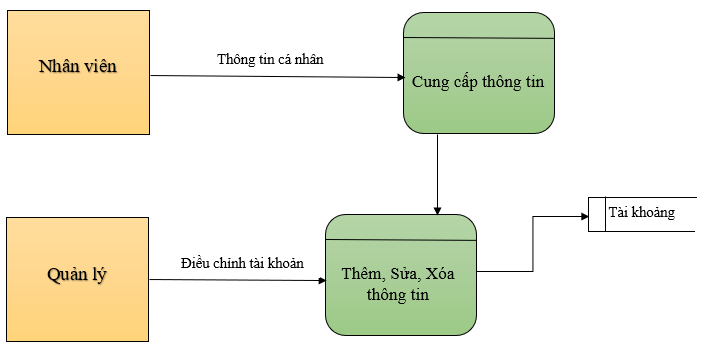 Nhân viên
Thông tin cá nhân
Cung cấp thông tin
Tài khoảng
Quản lý
Điều chỉnh tài khoản
Thêm, Sửa, Xóa
thông tin